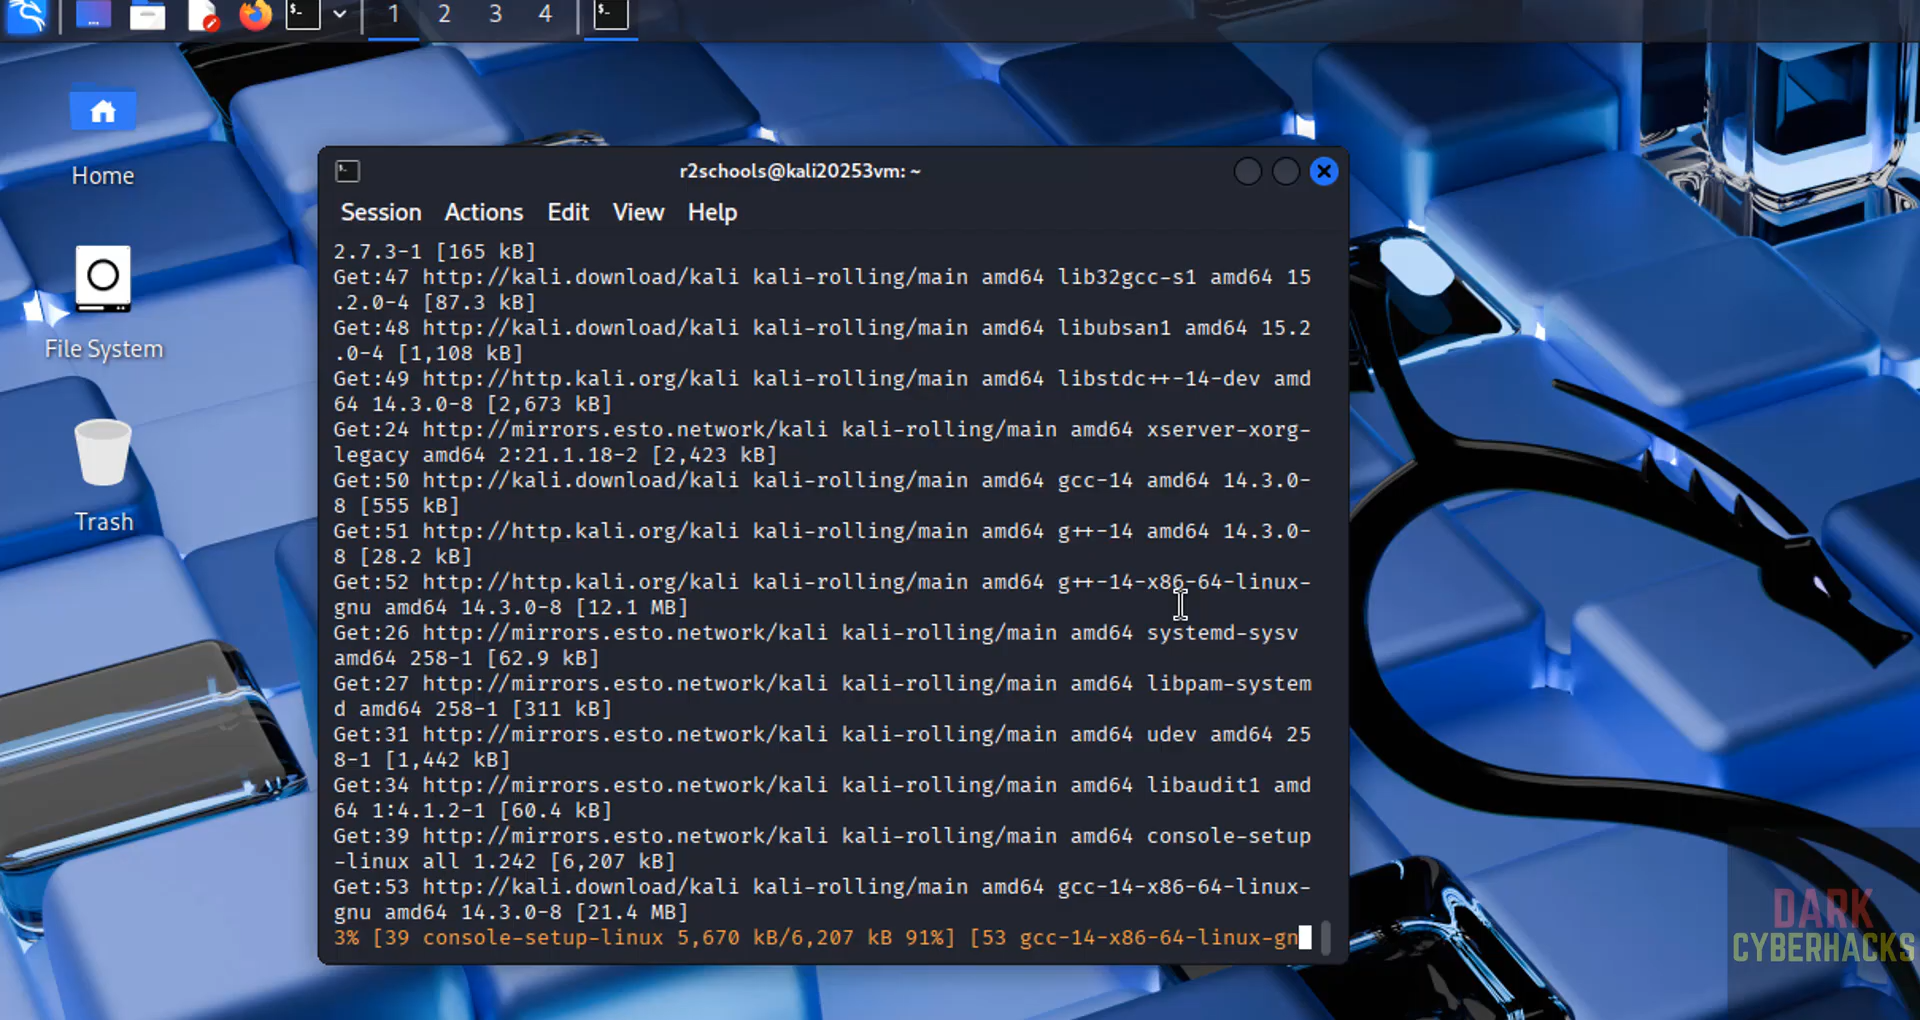 1 2 3 4
Home
File System
Trash
r2schools@kali20253vm: ~
Session Actions Edit View Help
2.7.3-1 [165 kB]
Get:47 http://kali.download/kali kali-rolling/main amd64 lib32gcc-s1 amd64 15
.2.0-4 [87.3 kB]
Get:48 http://kali.download/kali kali-rolling/main amd64 libubsan1 amd64 15.2
.0-4 [1,108 kB]
Get:49 http://http.kali.org/kali kali-rolling/main amd64 libstdc++-14-dev amd
64 14.3.0-8 [2,673 kB]
Get:24 http://mirrors.esto.network/kali kali-rolling/main amd64 xserver-xorg-
legacy amd64 2:21.1.18-2 [2,423 kB]
Get:50 http://kali.download/kali kali-rolling/main amd64 gcc-14 amd64 14.3.0-
8 [555 kB]
Get:51 http://http.kali.org/kali kali-rolling/main amd64 g++-14 amd64 14.3.0-
8 [28.2 kB]
Get:52 http://http.kali.org/kali kali-rolling/main amd64 g++-14-x86-64-linux-
gnu amd64 14.3.0-8 [12.1 MB]
Get:26 http://mirrors.esto.network/kali kali-rolling/main amd64 systemd-sysv
amd64 258-1 [62.9 kB]
Get:27 http://mirrors.esto.network/kali kali-rolling/main amd64 libpam-system
d amd64 258-1 [311 kB]
Get:31 http://mirrors.esto.network/kali kali-rolling/main amd64 udev amd64 25
8-1 [1,442 kB]
Get:34 http://mirrors.esto.network/kali kali-rolling/main amd64 libaudit1 amd
64 1:4.1.2-1 [60.4 kB]
Get:39 http://mirrors.esto.network/kali kali-rolling/main amd64 console-setup
-linux all 1.242 [6,207 kB]
Get:53 http://kali.download/kali kali-rolling/main amd64 gcc-14-x86-64-linux-
gnu amd64 14.3.0-8 [21.4 MB]
3% [39 console-setup-linux 5,670 kB/6,207 kB 91%] [53 gcc-14-x86-64-linux-gn
DARK
CYBERHACKS